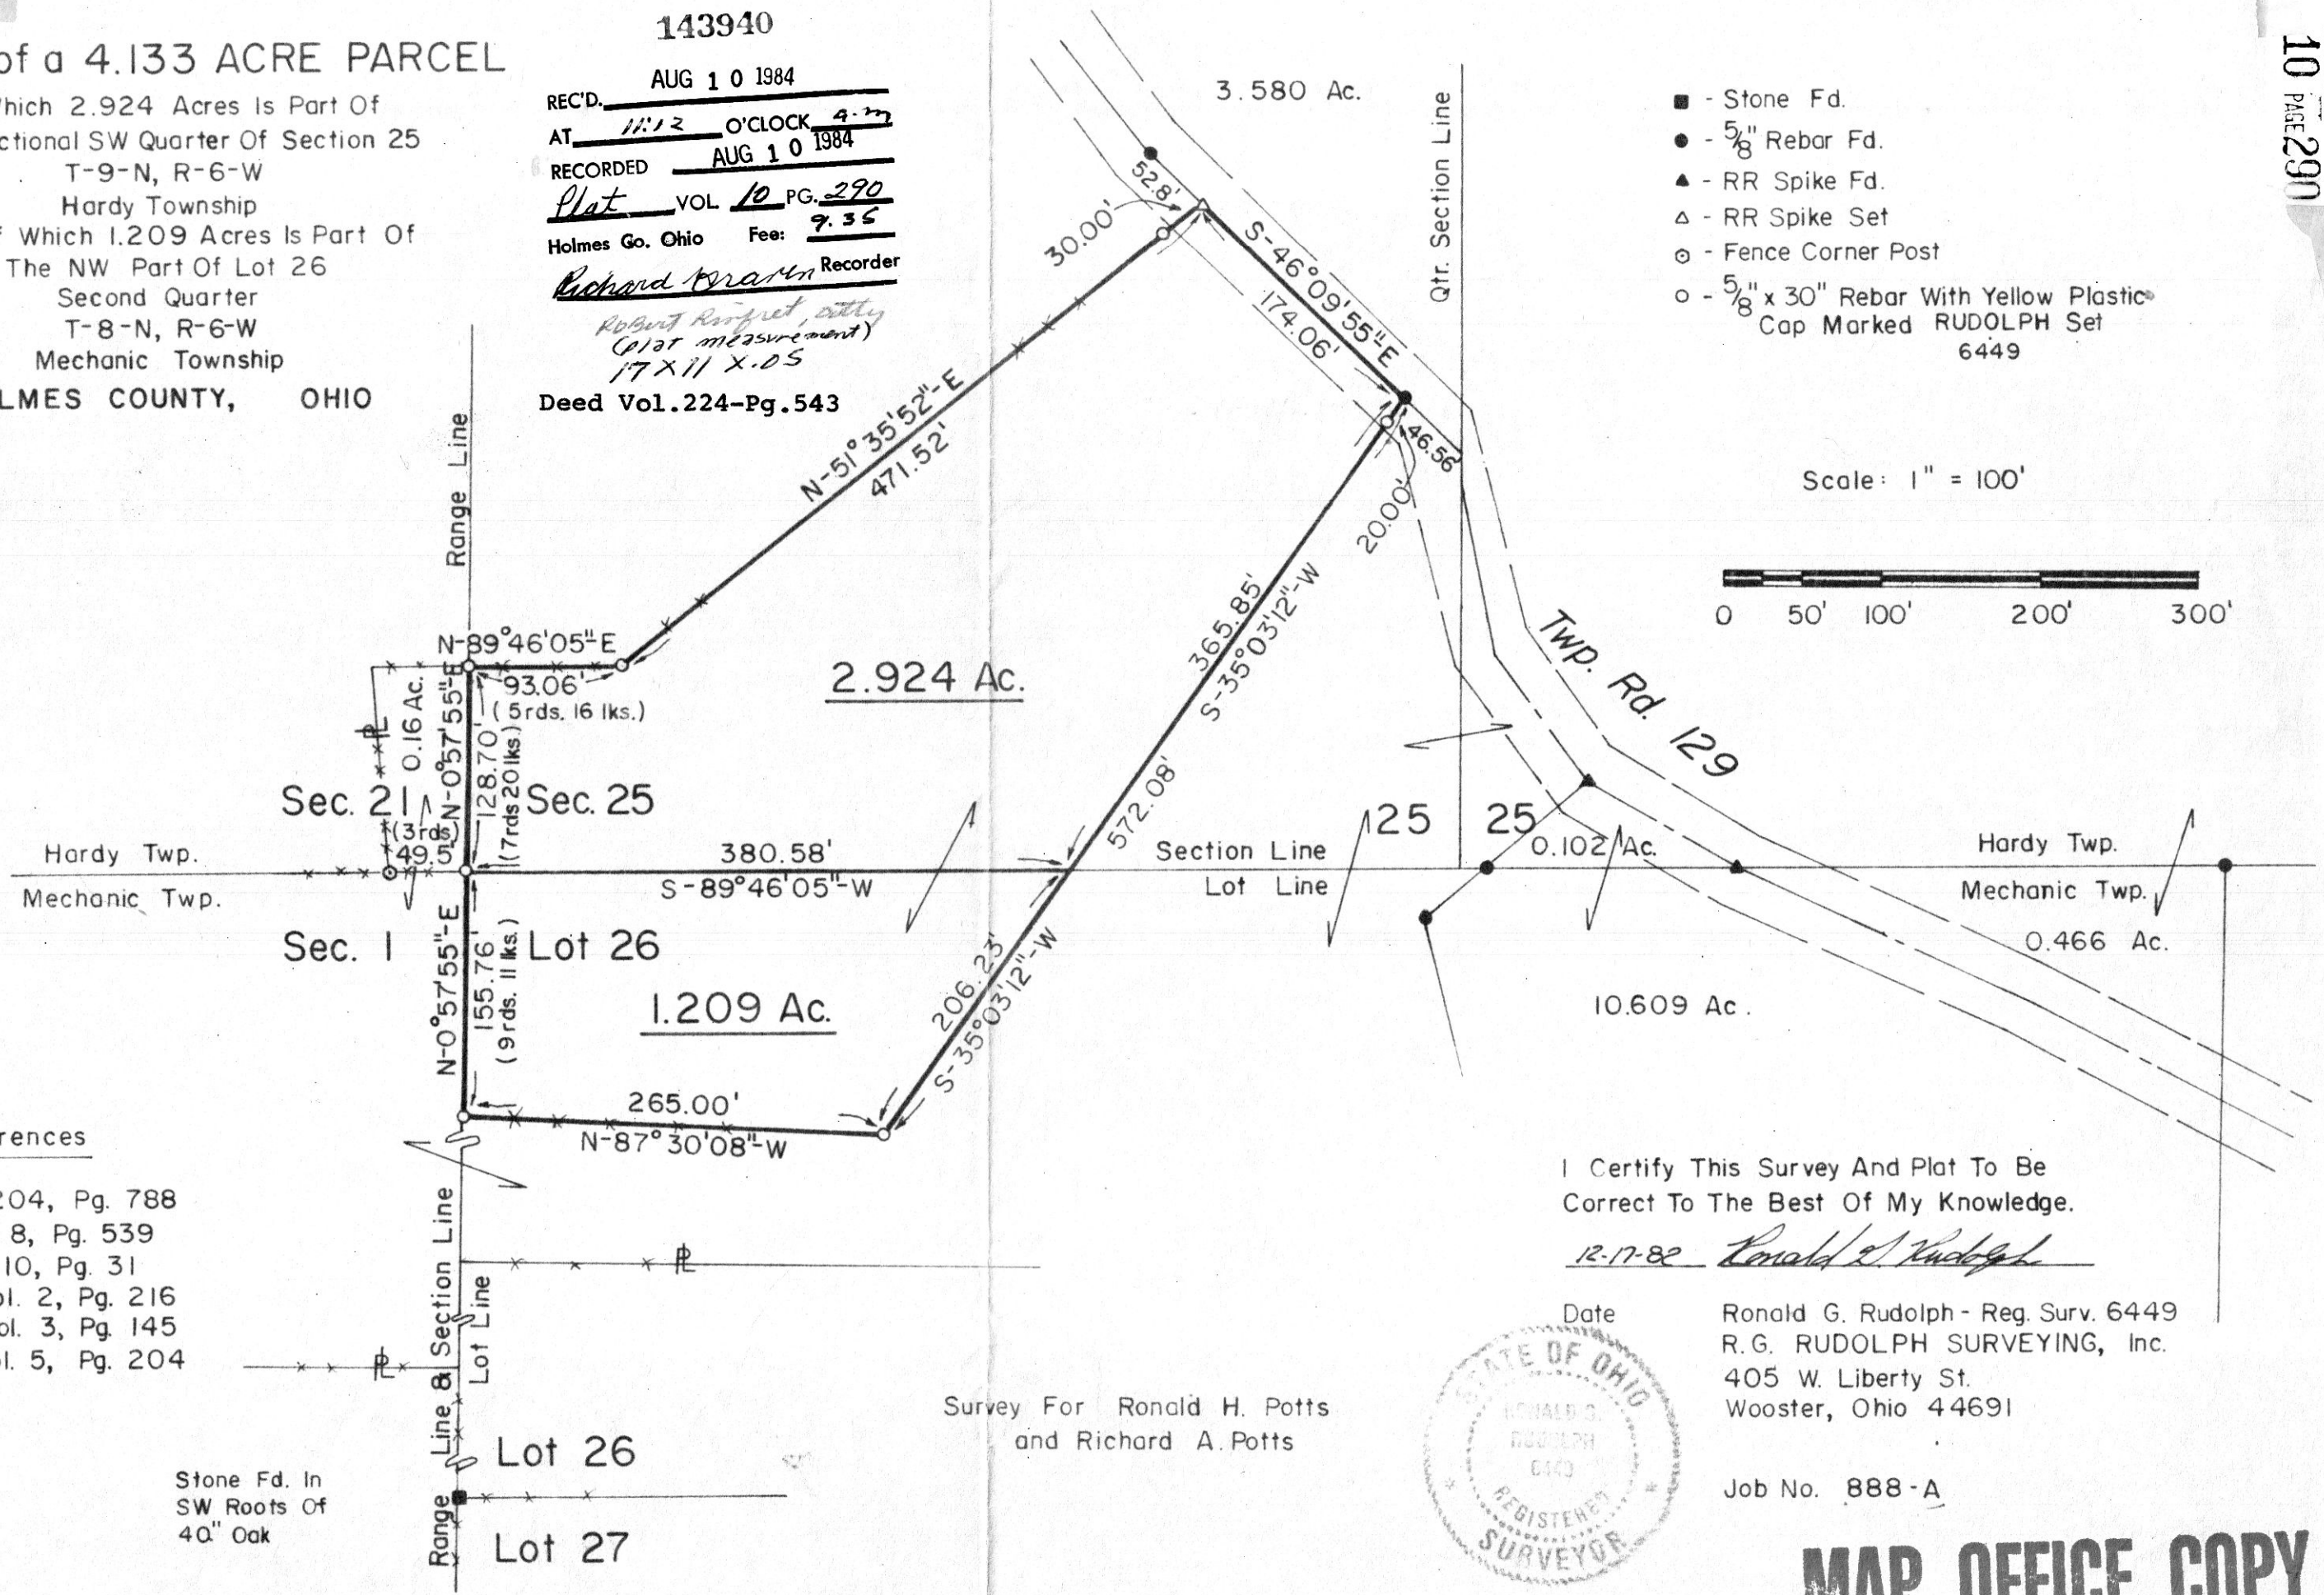 143940
of a 4.133 ACRE PARCEL
hich 2.924 Acres Is Part Of
ctional SW Quarter Of Section 25
T-9-N, R-6-W
Hardy Township
Which 1.209 Acres Is Part Of
The NW Part Of Lot 26
Second Quarter
T-8-N, R-6-W
Mechanic Township
LMES COUNTY, OHIO
REC'D. AUG 10 1984
AT 11:12 O'CLOCK a.m
RECORDED AUG 10 1984
Plat VOL 10 PG. 290
Holmes Co. Ohio Fee: 9.35
Richard Recorder
Robert
(plat measurement)
17 X 11 X .05
Deed Vol.224-Pg.543
10 PAGE 290
3.580 Ac.
Qtr. Section Line
■ - Stone Fd.
● - 5/8" Rebar Fd.
▲ - RR Spike Fd.
△ - RR Spike Set
⊙ - Fence Corner Post
○ - 5/8" x 30" Rebar With Yellow Plastic
Cap Marked RUDOLPH Set
6449
Scale: 1" = 100'
0 50' 100' 200' 300'
52.8'
30.00'
S-46°09'55"-E
174.06'
46.56'
20.00'
Range Line
N-51°35'52"-E
471.52'
N-89°46'05"-E
93.06'
(5rds. 16 lks.)
0.16 Ac.
N-0°57'55"-E
128.70'
(7rds 20 lks)
2.924 Ac.
365.85'
S-35°03'12"-W
572.08'
Twp. Rd. 129
Sec. 21
Sec. 25
(3rds)
49.5'
25 25
0.102 Ac.
Hardy Twp.
Mechanic Twp.
380.58'
S-89°46'05"-W
Section Line
Lot Line
Hardy Twp.
Mechanic Twp.
0.466 Ac.
Sec. 1
N-0°57'55"-E
155.76'
(9rds. 11 lks.)
Lot 26
1.209 Ac.
206.23'
S-35°03'12"-W
10.609 Ac.
265.00'
N-87°30'08"-W
rences
204, Pg. 788
8, Pg. 539
10, Pg. 31
ol. 2, Pg. 216
ol. 3, Pg. 145
l. 5, Pg. 204
Range Line & Section Line
Lot Line
℄
℄
℄
Lot 26
Lot 27
Stone Fd. In
SW Roots Of
40" Oak
Survey For Ronald H. Potts
and Richard A. Potts
I Certify This Survey And Plat To Be
Correct To The Best Of My Knowledge.
12-17-82 Ronald G. Rudolph
Date
Ronald G. Rudolph - Reg. Surv. 6449
R.G. RUDOLPH SURVEYING, Inc.
405 W. Liberty St.
Wooster, Ohio 44691
Job No. 888-A
STATE OF OHIO
RONALD G.
RUDOLPH
6449
REGISTERED
SURVEYOR
MAP OFFICE COPY